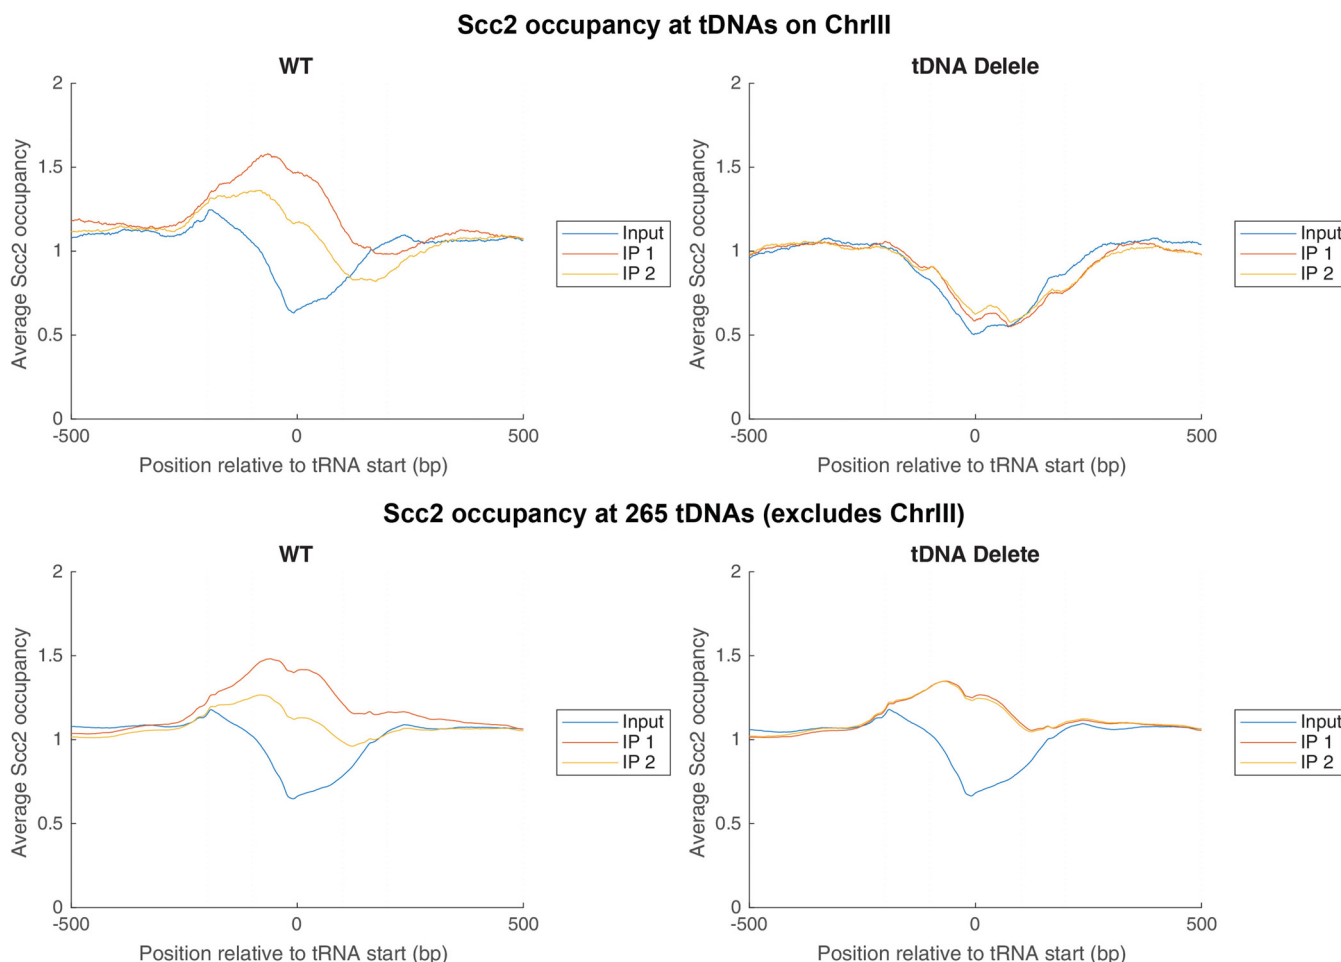 Scc2 occupancy at tDNAs on ChrIII
WT
tDNA Delele
Average Scc2 occupancy
2
1.5
1
0.5
0
-500
0
500
Position relative to tRNA start (bp)
Input
IP 1
IP 2
Average Scc2 occupancy
2
1.5
1
0.5
0
-500
0
500
Position relative to tRNA start (bp)
Input
IP 1
IP 2
Scc2 occupancy at 265 tDNAs (excludes ChrIII)
WT
tDNA Delete
Average Scc2 occupancy
2
1.5
1
0.5
0
-500
0
500
Position relative to tRNA start (bp)
Input
IP 1
IP 2
Average Scc2 occupancy
2
1.5
1
0.5
0
-500
0
500
Position relative to tRNA start (bp)
Input
IP 1
IP 2